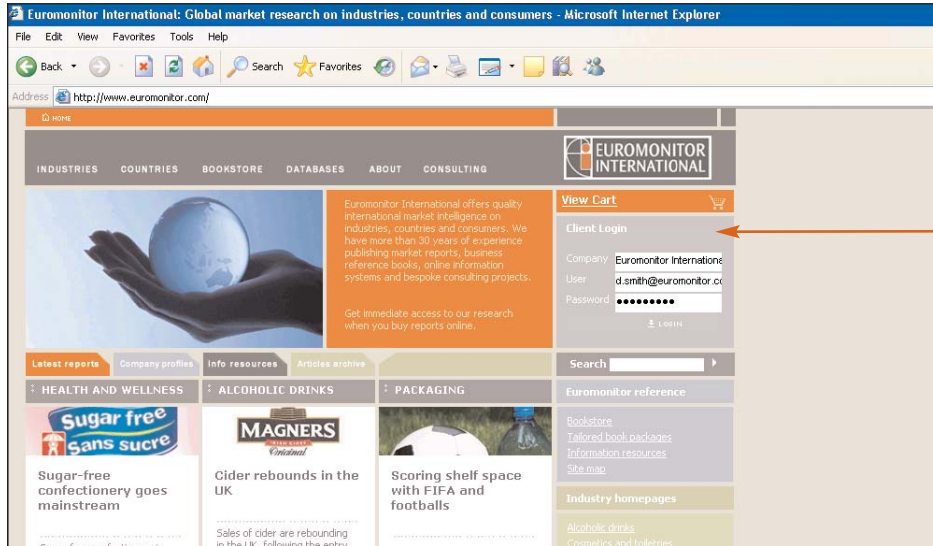 Euromonitor International: Global market research on industries, countries and consumers - Microsoft Internet Explorer
File Edit View Favorites Tools Help
Back Search Favorites
Address http://www.euromonitor.com/
HOME
INDUSTRIES COUNTRIES BOOKSTORE DATABASES ABOUT CONSULTING
EUROMONITOR
INTERNATIONAL
Euromonitor International offers quality
international market intelligence on
industries, countries and consumers. We
have more than 30 years of experience
publishing market reports, business
reference books, online information
systems and bespoke consulting projects.
Get immediate access to our research
when you buy reports online.
View Cart
Client Login
Company Euromonitor Internationa
User d.smith@euromonitor.co
Password •••••••••
LOGIN
Latest reports Company profiles Info resources Articles archive
Search
HEALTH AND WELLNESS
Sugar free
Sans sucre
Sugar-free
confectionery goes
mainstream
ALCOHOLIC DRINKS
MAGNERS
IRISH CIDER
Original
Cider rebounds in the
UK
Sales of cider are rebounding
in the UK, following the entry
PACKAGING
Scoring shelf space
with FIFA and
footballs
Euromonitor reference
Bookstore
Tailored book packages
Information resources
Site map
Industry homepages
Alcoholic drinks
Cosmetics and toiletries